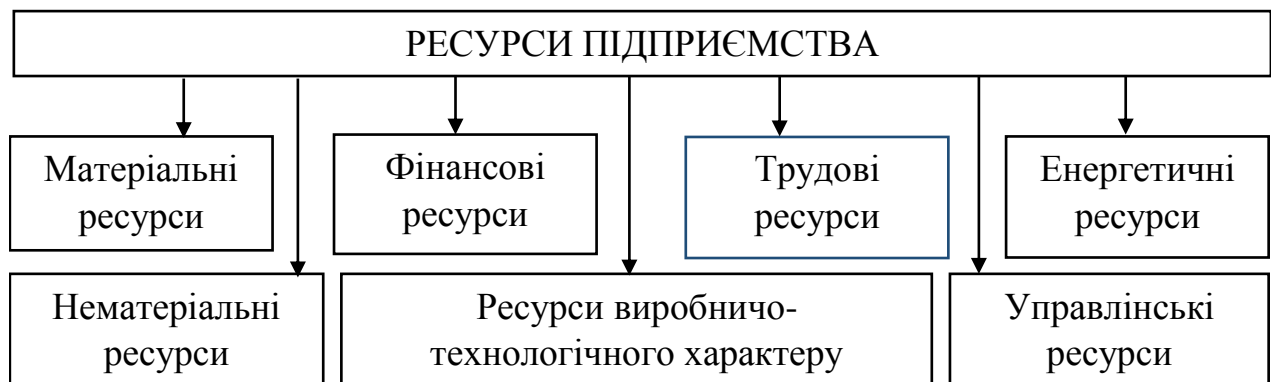 РЕСУРСИ ПІДПРИЄМСТВА
Матеріальні
ресурси
Фінансові
ресурси
Трудові
ресурси
Енергетичні
ресурси
Нематеріальні
ресурси
Ресурси виробничо-
технологічного характеру
Управлінські
ресурси